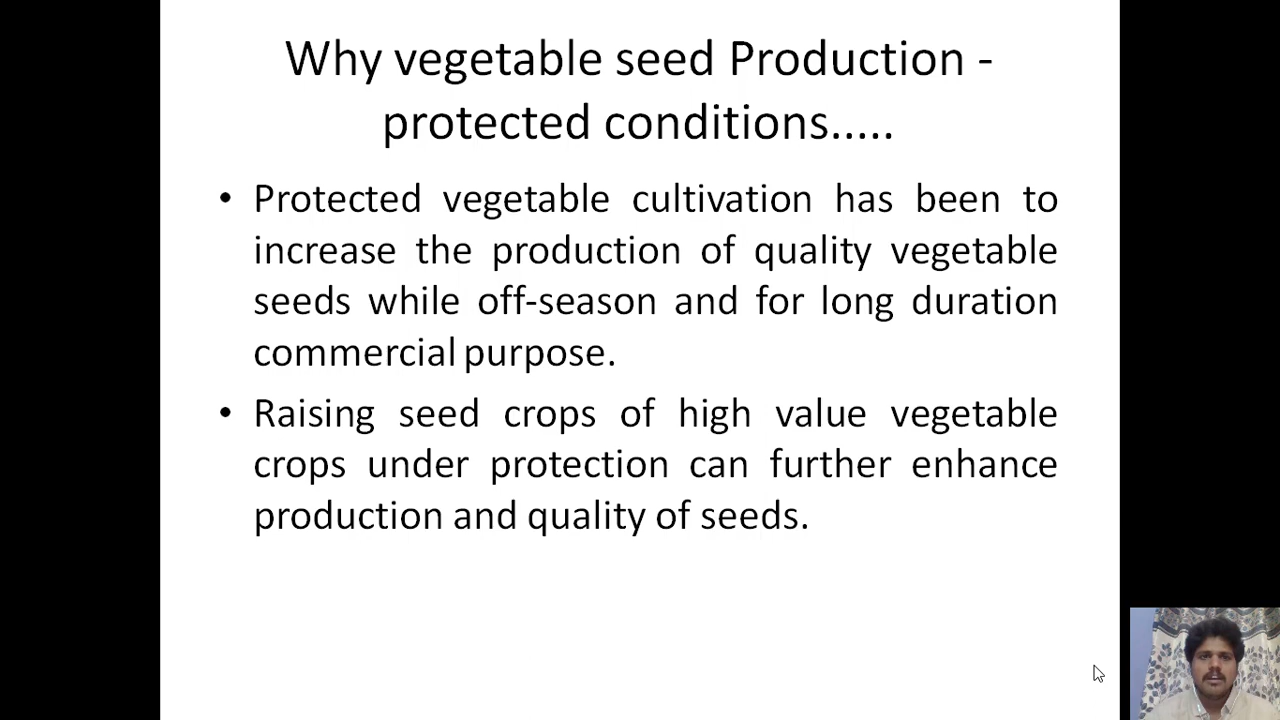 Why vegetable seed Production -
protected conditions.....
• Protected vegetable cultivation has been to
increase the production of quality vegetable
seeds while off-season and for long duration
commercial purpose.
• Raising seed crops of high value vegetable
crops under protection can further enhance
production and quality of seeds.